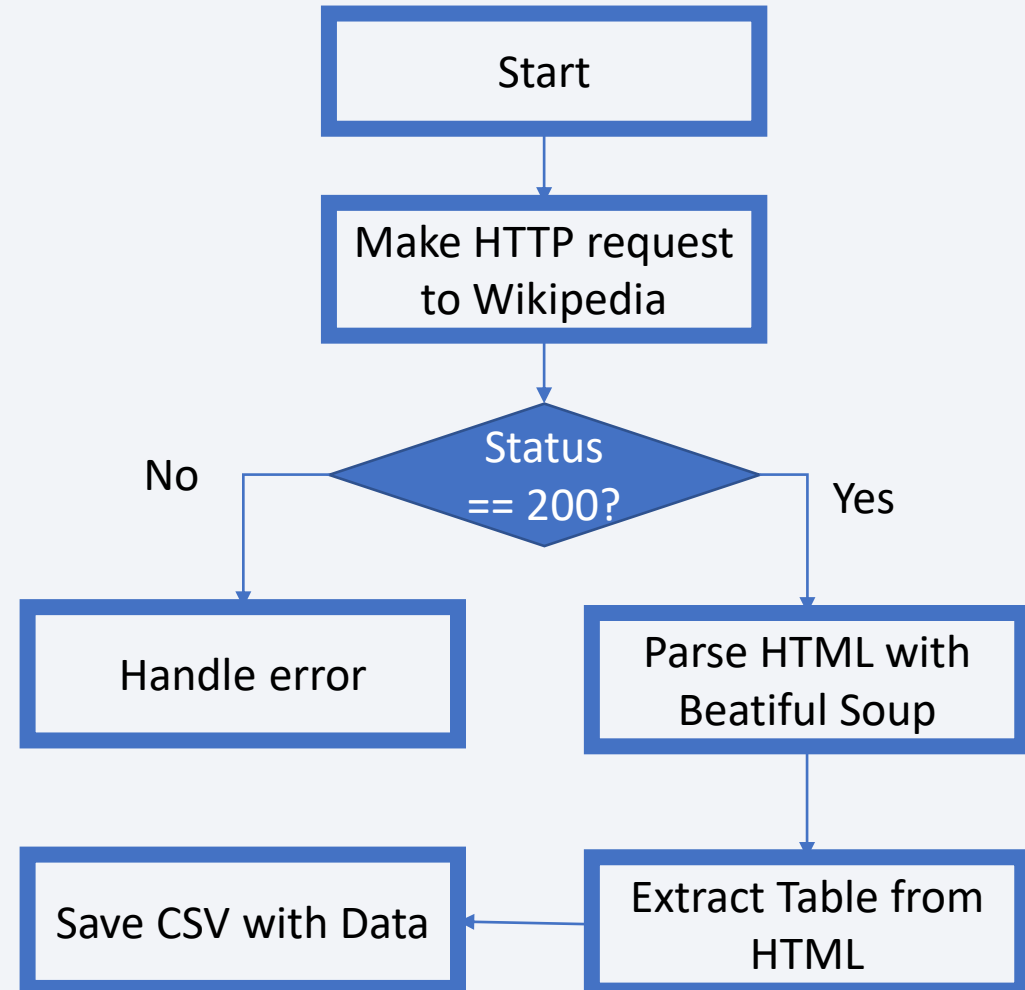 Start
Make HTTP request
to Wikipedia
Status
== 200?
No
Yes
Handle error
Parse HTML with
Beatiful Soup
Save CSV with Data
Extract Table from
HTML